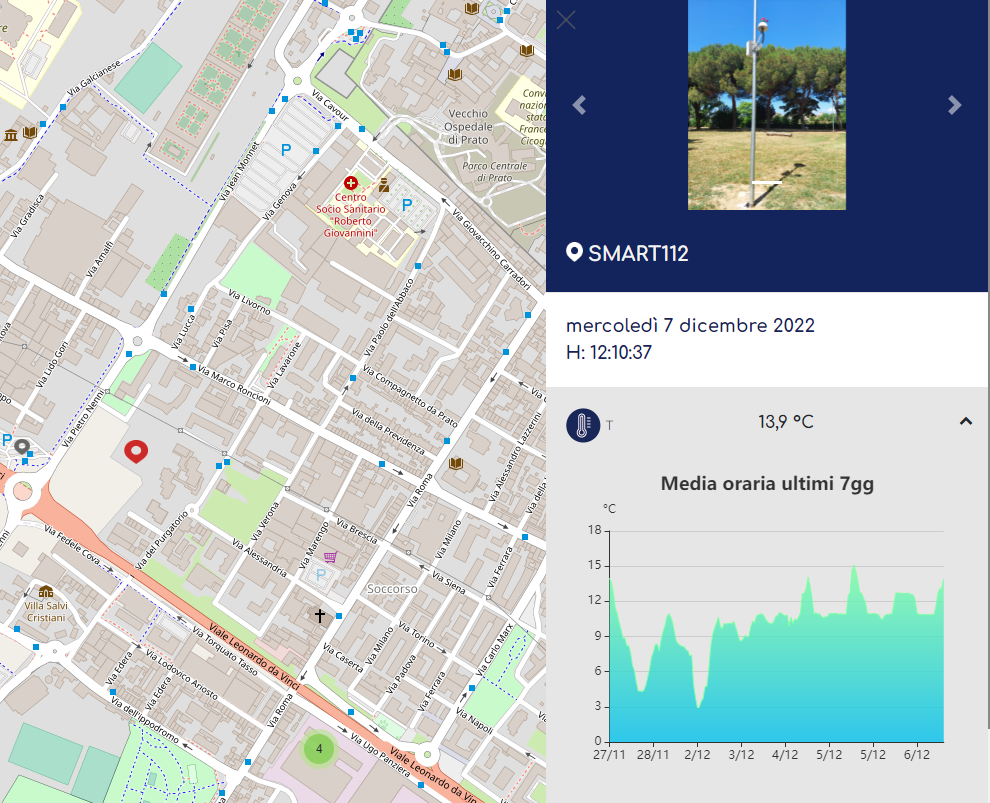 Via Galcianese
Via Cavour
Vecchio
Ospedale
di Prato
Conv
nazion
stata
Franc
Cicog
Parco Centrale
di Prato
P
Via Jean Monnet
Via Genova
Centro
Socio Sanitario
"Roberto
Giovannini"
P
Via Giovacchino Carradori
Via Gradisca
Via Amalfi
Via Livorno
Via Lucca
Via Pisa
Via Lavarone
Via Paolo dell'Abbaco
Via Lido Gori
Via Marco Roncioni
Via Compagnetto da Prato
Via della Previdenza
Via Pietro Nenni
Via Alessandro Lazzerini
Via della
P
Via Roma
Via del Purgatorio
Via Verona
Via Marengo
Via Brescia
Via Milano
Via Ferrara
Via Alessandria
Via Siena
Via Fedele Cova
P
Soccorso
Villa Salvi
Cristiani
Viale Leonardo da Vinci
Via Torquato Tasso
Via Torino
Via Milano
Via Carlo Marx
Via Caserta
Via Padova
Via Ferrara
Via Edera
Via Edera
Via Lodovico Ariosto
Via Roma
Via Napoli
Via dell'Ippodromo
4
Via Ugo Panziera
Viale Leonardo da Vinci
SMART112
mercoledì 7 dicembre 2022
H: 12:10:37
T
13,9 °C
Media oraria ultimi 7gg
°C
18
15
12
9
6
3
0
27/11 28/11 2/12 3/12 4/12 5/12 5/12 6/12